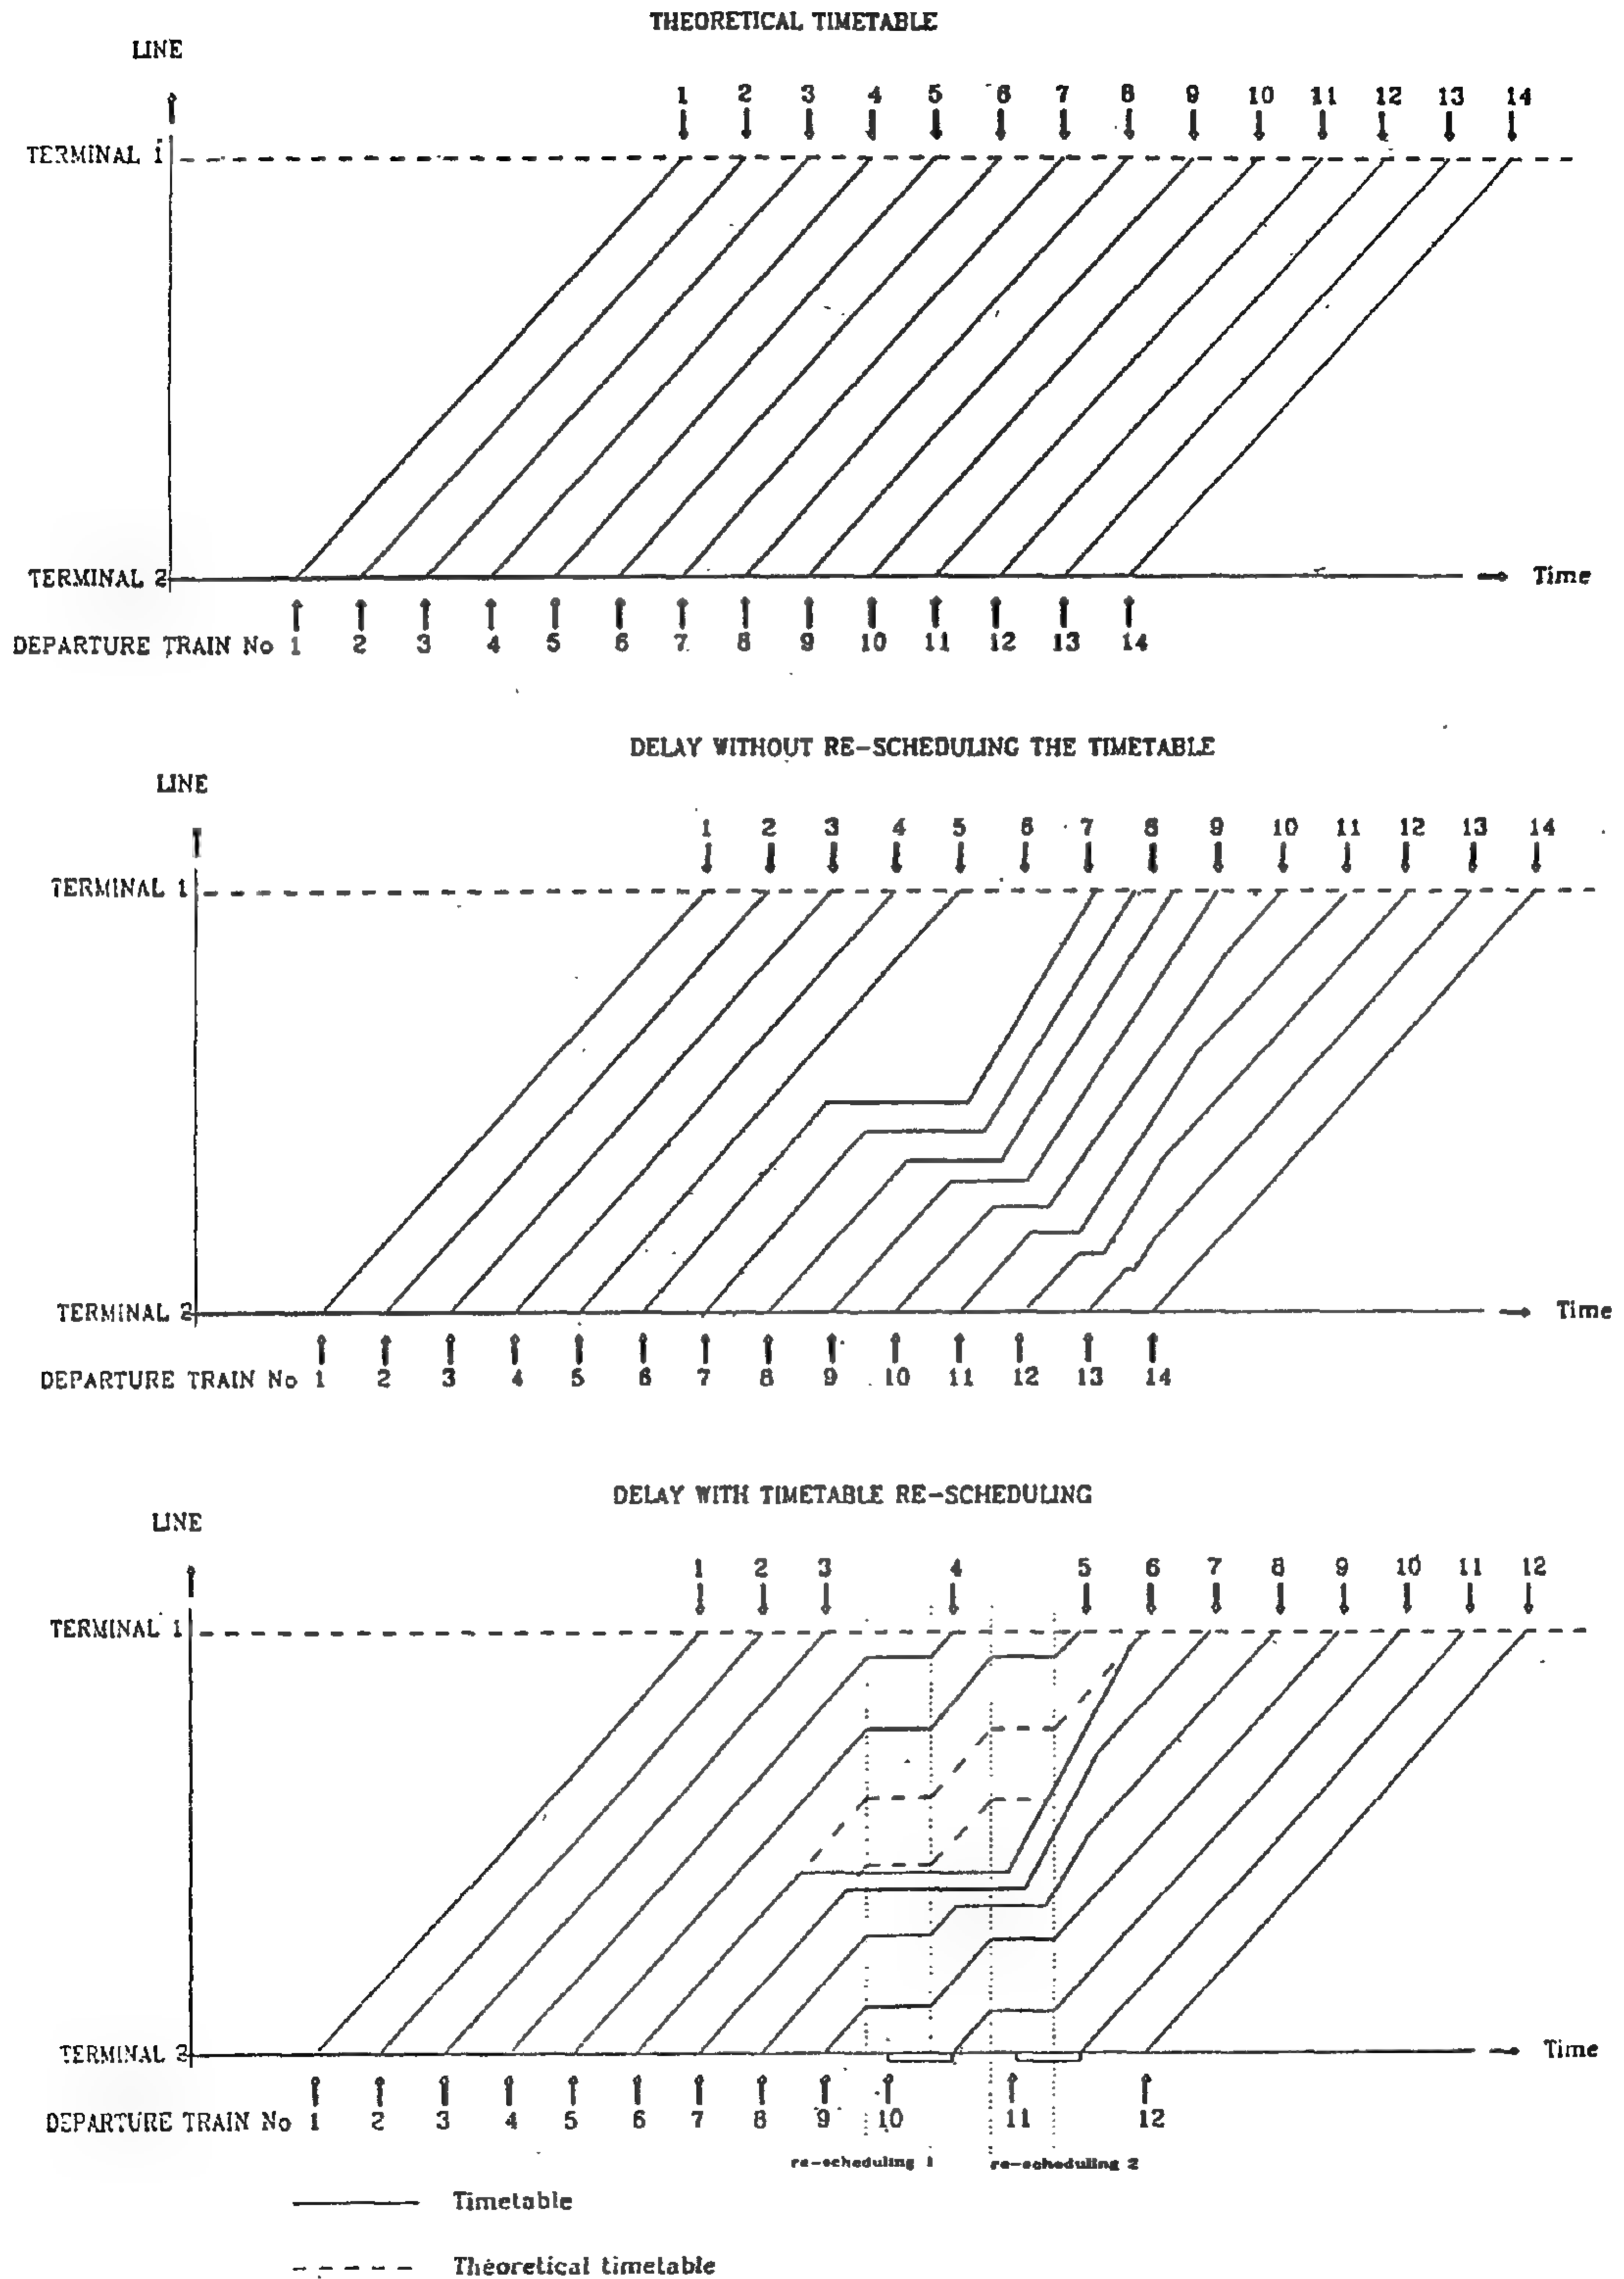 THEORETICAL TIMETABLE
LINE
1 2 3 4 5 6 7 8 9 10 11 12 13 14
TERMINAL 1
TERMINAL 2
Time
DEPARTURE TRAIN No 1 2 3 4 5 6 7 8 9 10 11 12 13 14
DELAY WITHOUT RE-SCHEDULING THE TIMETABLE
LINE
1 2 3 4 5 6 7 8 9 10 11 12 13 14
TERMINAL 1
TERMINAL 2
Time
DEPARTURE TRAIN No 1 2 3 4 5 6 7 8 9 10 11 12 13 14
DELAY WITH TIMETABLE RE-SCHEDULING
LINE
1 2 3 4 5 6 7 8 9 10 11 12
TERMINAL 1
TERMINAL 2
Time
DEPARTURE TRAIN No 1 2 3 4 5 6 7 8 9 10 11 12
re-scheduling 1 re-scheduling 2
Timetable
Theoretical timetable